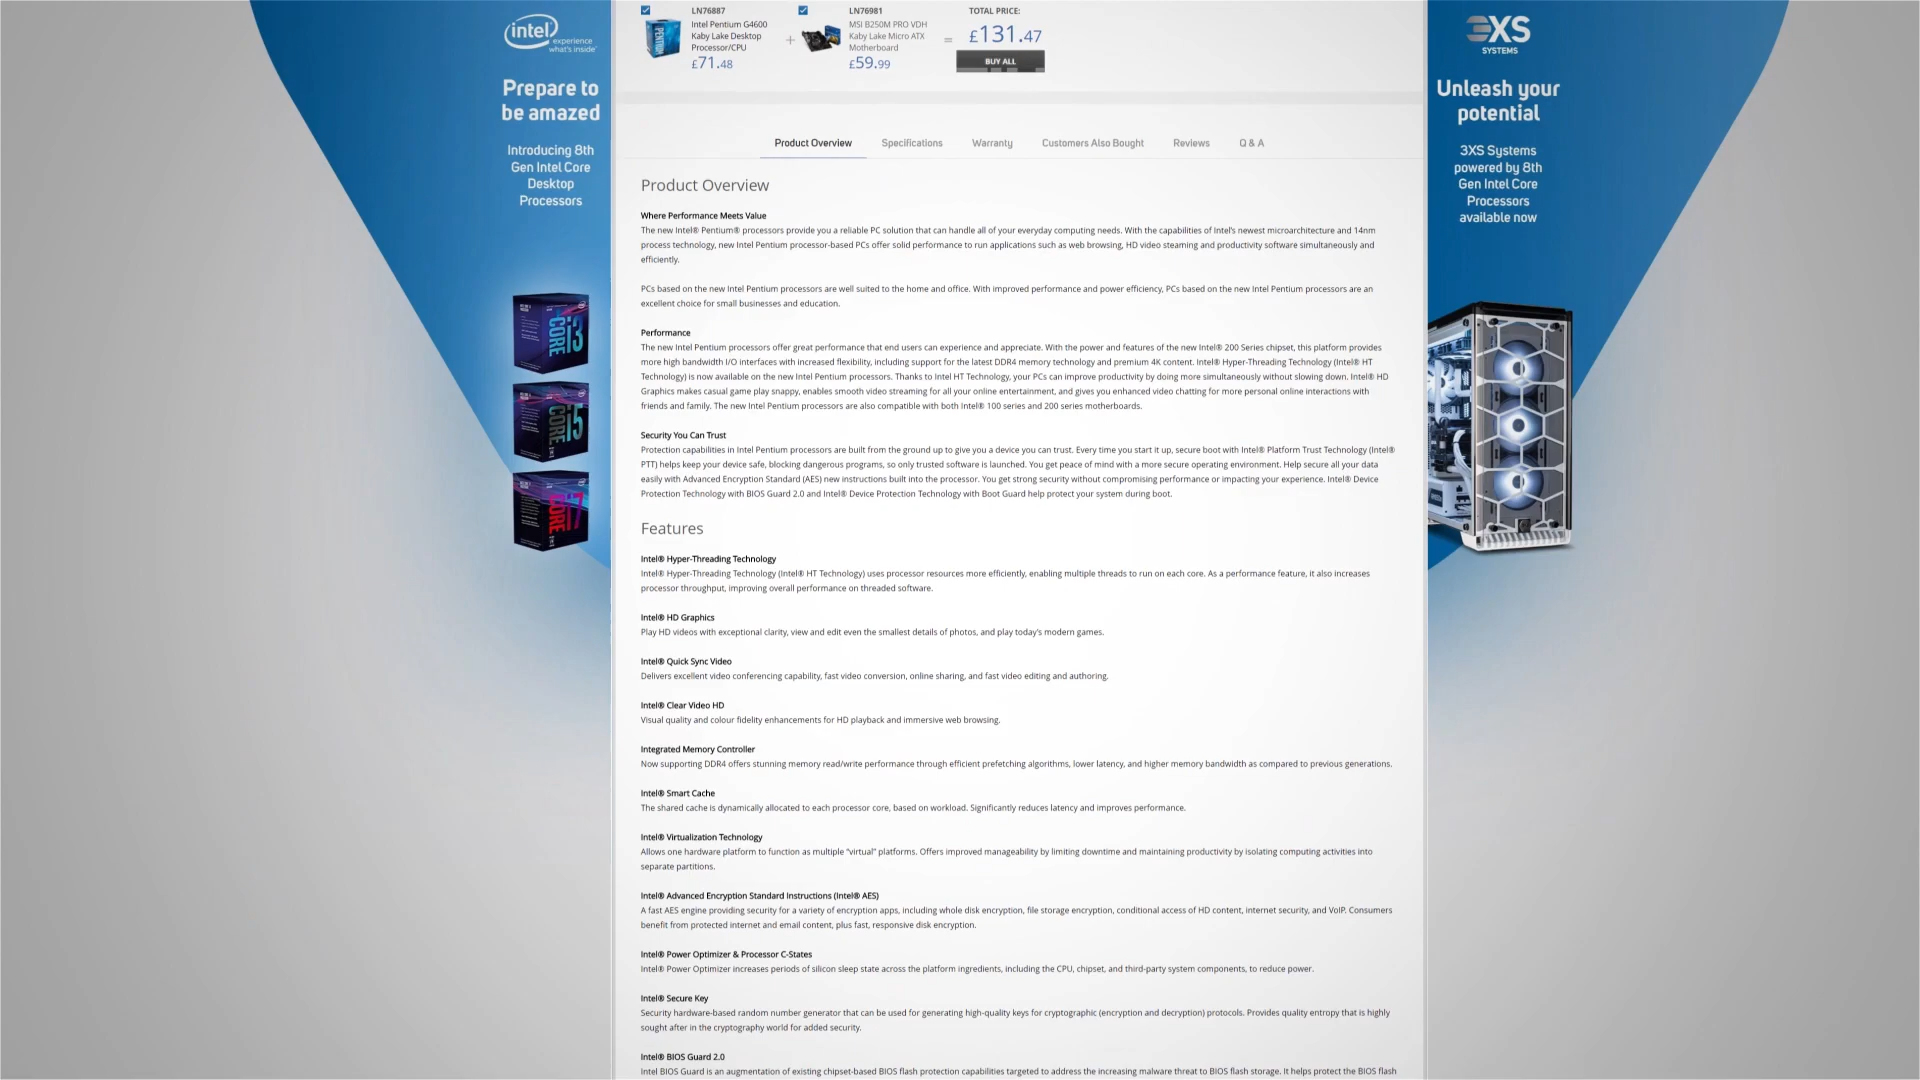 intel
experience
what's inside
Prepare to
be amazed
Introducing 8th
Gen Intel Core
Desktop
Processors
CORE i3
CORE i5
CORE i7
PENTIUM
LN76887
Intel Pentium G4600
Kaby Lake Desktop
Processor/CPU
£71.48
+
LN76981
MSI B250M PRO VDH
Kaby Lake Micro ATX
Motherboard
£59.99
=
TOTAL PRICE:
£131.47
BUY ALL
Product Overview Specifications Warranty Customers Also Bought Reviews Q & A
Product Overview
Where Performance Meets Value
The new Intel® Pentium® processors provide you a reliable PC solution that can handle all of your everyday computing needs. With the capabilities of Intel's newest microarchitecture and 14nm
process technology, new Intel Pentium processor-based PCs offer solid performance to run applications such as web browsing, HD video steaming and productivity software simultaneously and
efficiently.
PCs based on the new Intel Pentium processors are well suited to the home and office. With improved performance and power efficiency, PCs based on the new Intel Pentium processors are an
excellent choice for small businesses and education.
Performance
The new Intel Pentium processors offer great performance that end users can experience and appreciate. With the power and features of the new Intel® 200 Series chipset, this platform provides
more high bandwidth I/O interfaces with increased flexibility, including support for the latest DDR4 memory technology and premium 4K content. Intel® Hyper-Threading Technology (Intel® HT
Technology) is now available on the new Intel Pentium processors. Thanks to Intel HT Technology, your PCs can improve productivity by doing more simultaneously without slowing down. Intel® HD
Graphics makes casual game play snappy, enables smooth video streaming for all your online entertainment, and gives you enhanced video chatting for more personal online interactions with
friends and family. The new Intel Pentium processors are also compatible with both Intel® 100 series and 200 series motherboards.
Security You Can Trust
Protection capabilities in Intel Pentium processors are built from the ground up to give you a device you can trust. Every time you start it up, secure boot with Intel® Platform Trust Technology (Intel®
PTT) helps keep your device safe, blocking dangerous programs, so only trusted software is launched. You get peace of mind with a more secure operating environment. Help secure all your data
easily with Advanced Encryption Standard (AES) new instructions built into the processor. You get strong security without compromising performance or impacting your experience. Intel® Device
Protection Technology with BIOS Guard 2.0 and Intel® Device Protection Technology with Boot Guard help protect your system during boot.
Features
Intel® Hyper-Threading Technology
Intel® Hyper-Threading Technology (Intel® HT Technology) uses processor resources more efficiently, enabling multiple threads to run on each core. As a performance feature, it also increases
processor throughput, improving overall performance on threaded software.
Intel® HD Graphics
Play HD videos with exceptional clarity, view and edit even the smallest details of photos, and play today's modern games.
Intel® Quick Sync Video
Delivers excellent video conferencing capability, fast video conversion, online sharing, and fast video editing and authoring.
Intel® Clear Video HD
Visual quality and colour fidelity enhancements for HD playback and immersive web browsing.
Integrated Memory Controller
Now supporting DDR4 offers stunning memory read/write performance through efficient prefetching algorithms, lower latency, and higher memory bandwidth as compared to previous generations.
Intel® Smart Cache
The shared cache is dynamically allocated to each processor core, based on workload. Significantly reduces latency and improves performance.
Intel® Virtualization Technology
Allows one hardware platform to function as multiple "virtual" platforms. Offers improved manageability by limiting downtime and maintaining productivity by isolating computing activities into
separate partitions.
Intel® Advanced Encryption Standard Instructions (Intel® AES)
A fast AES engine providing security for a variety of encryption apps, including whole disk encryption, file storage encryption, conditional access of HD content, internet security, and VoIP. Consumers
benefit from protected internet and email content, plus fast, responsive disk encryption.
Intel® Power Optimizer & Processor C-States
Intel® Power Optimizer increases periods of silicon sleep state across the platform ingredients, including the CPU, chipset, and third-party system components, to reduce power.
Intel® Secure Key
Security hardware-based random number generator that can be used for generating high-quality keys for cryptographic (encryption and decryption) protocols. Provides quality entropy that is highly
sought after in the cryptography world for added security.
Intel® BIOS Guard 2.0
Intel BIOS Guard is an augmentation of existing chipset-based BIOS flash protection capabilities targeted to address the increasing malware threat to BIOS flash storage. It helps protect the BIOS flash
3XS
SYSTEMS
Unleash your
potential
3XS Systems
powered by 8th
Gen Intel Core
Processors
available now